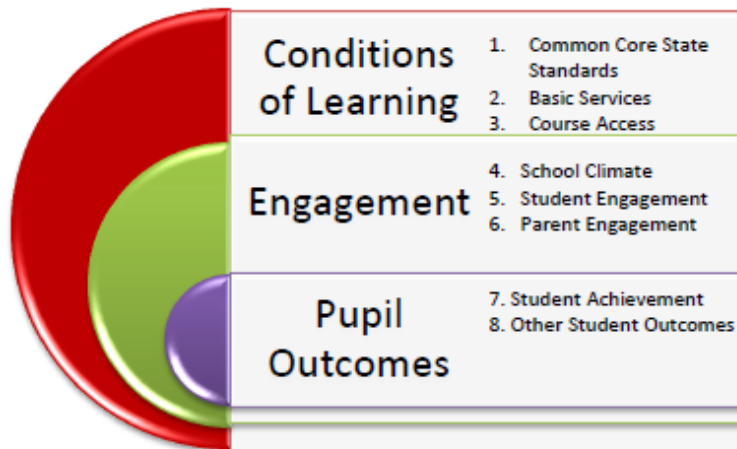 Conditions
of Learning
1. Common Core State
Standards
2. Basic Services
3. Course Access
Engagement
4. School Climate
5. Student Engagement
6. Parent Engagement
Pupil
Outcomes
7. Student Achievement
8. Other Student Outcomes